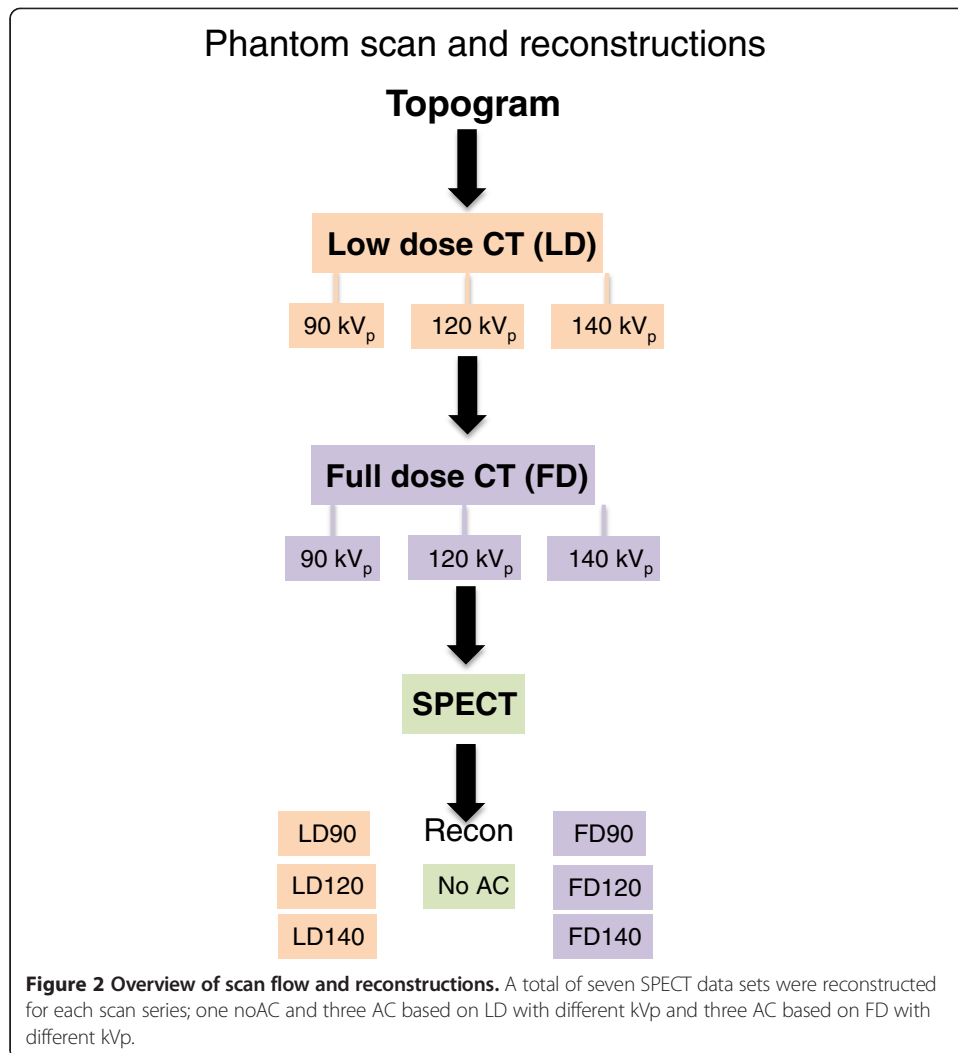 Phantom scan and reconstructions
Topogram
Low dose CT (LD)
90 kVp 120 kVp 140 kVp
Full dose CT (FD)
90 kVp 120 kVp 140 kVp
SPECT
LD90 Recon FD90
LD120 No AC FD120
LD140 FD140
Figure 2 Overview of scan flow and reconstructions. A total of seven SPECT data sets were reconstructed
for each scan series; one noAC and three AC based on LD with different kVp and three AC based on FD with
different kVp.